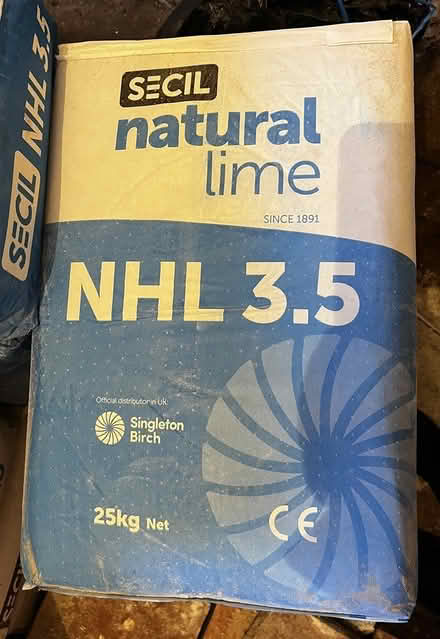 SECIL
natural
lime
SINCE 1891
NHL 3.5
Official distributor in UK:
Singleton
Birch
25kg Net
CE
SECIL NHL 3.5